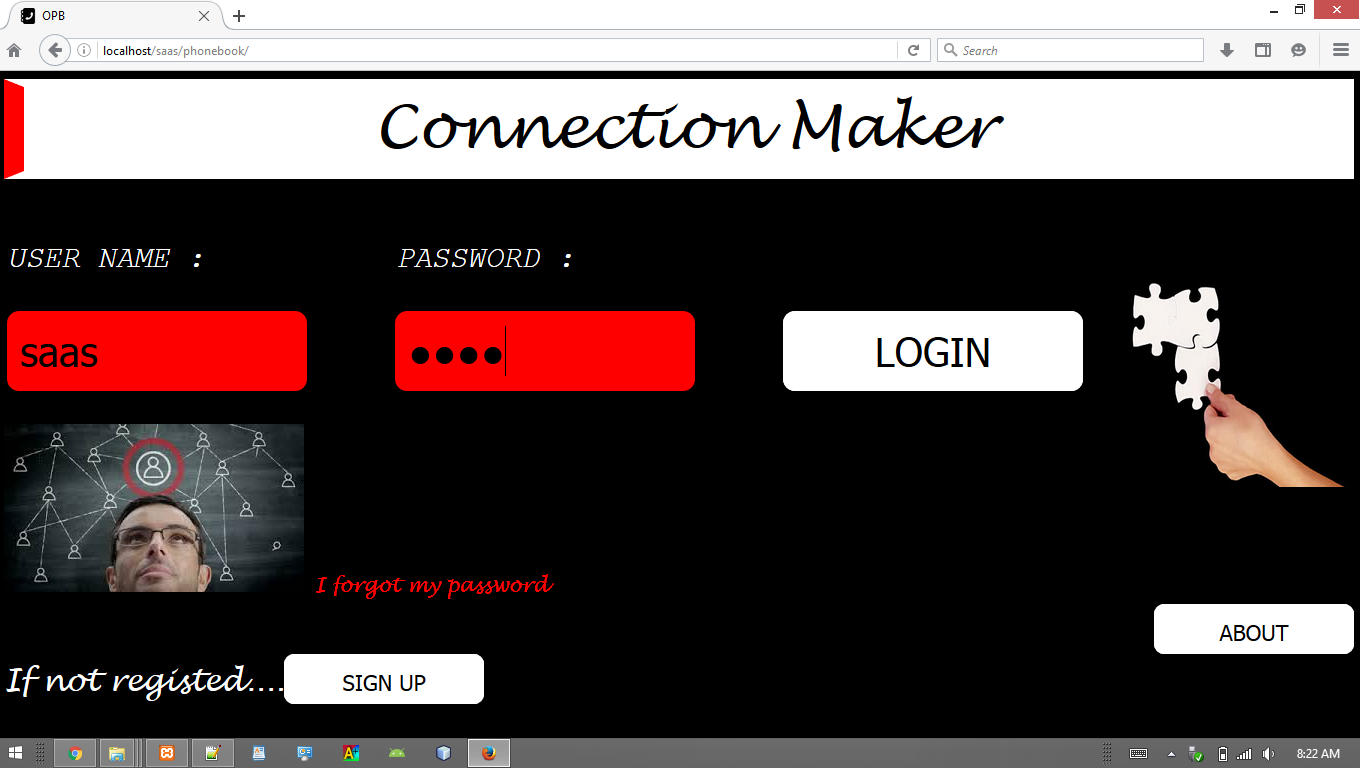 OPB
localhost/saas/phonebook/
Search
Connection Maker
USER NAME :
PASSWORD :
saas
●●●●
LOGIN
I forgot my password
ABOUT
If not registed....
SIGN UP
8:22 AM